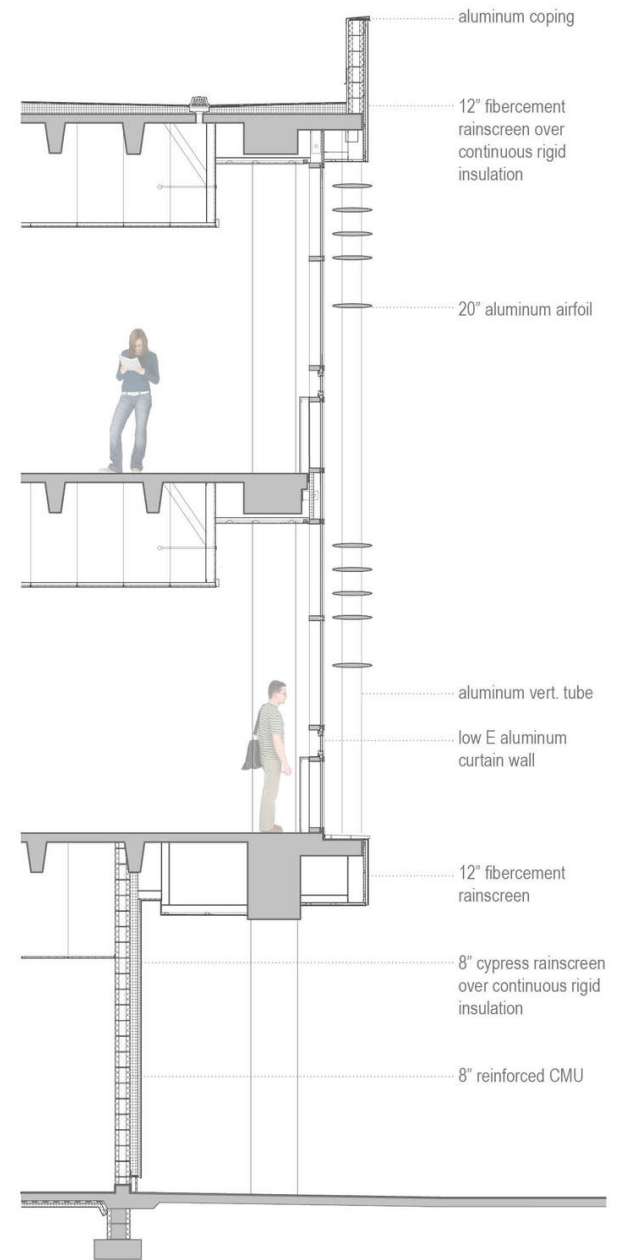 aluminum coping
12” fibercement
rainscreen over
continuous rigid
insulation
20” aluminum airfoil
aluminum vert. tube
low E aluminum
curtain wall
12” fibercement
rainscreen
8” cypress rainscreen
over continuous rigid
insulation
8” reinforced CMU